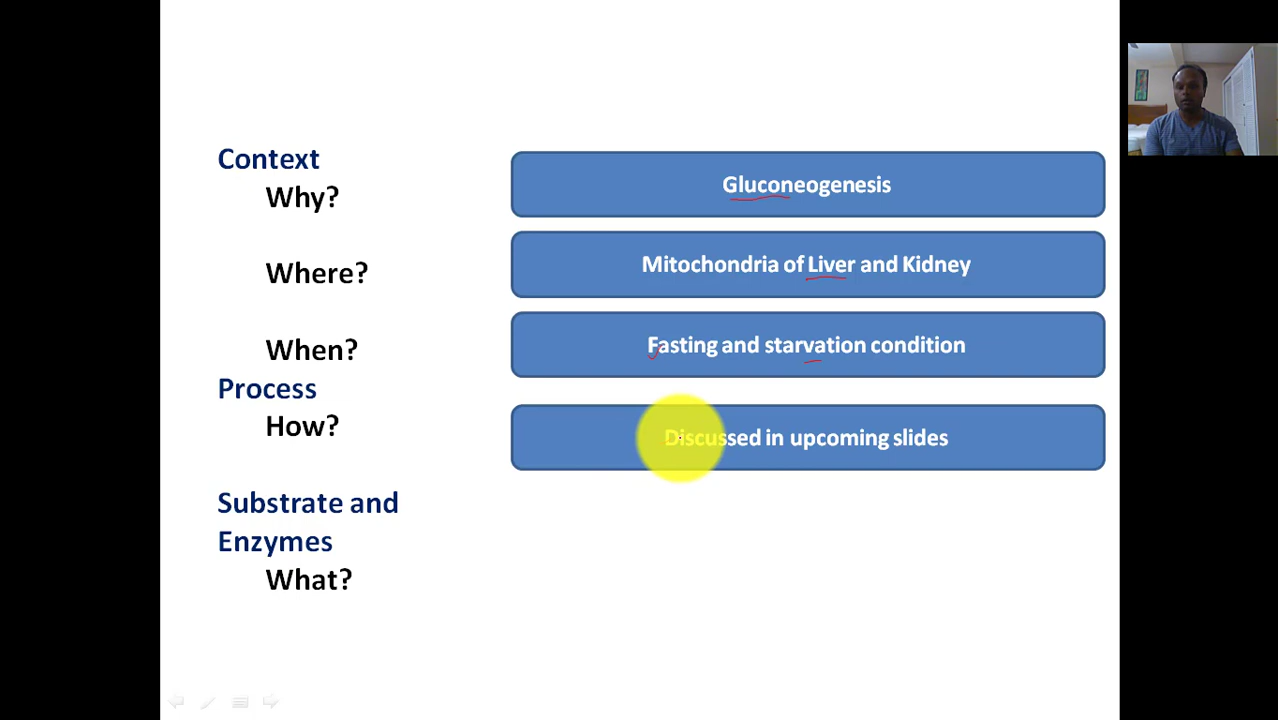 Context
Why?
Gluconeogenesis
Where?
Mitochondria of Liver and Kidney
When?
Fasting and starvation condition
Process
How?
Discussed in upcoming slides
Substrate and
Enzymes
What?